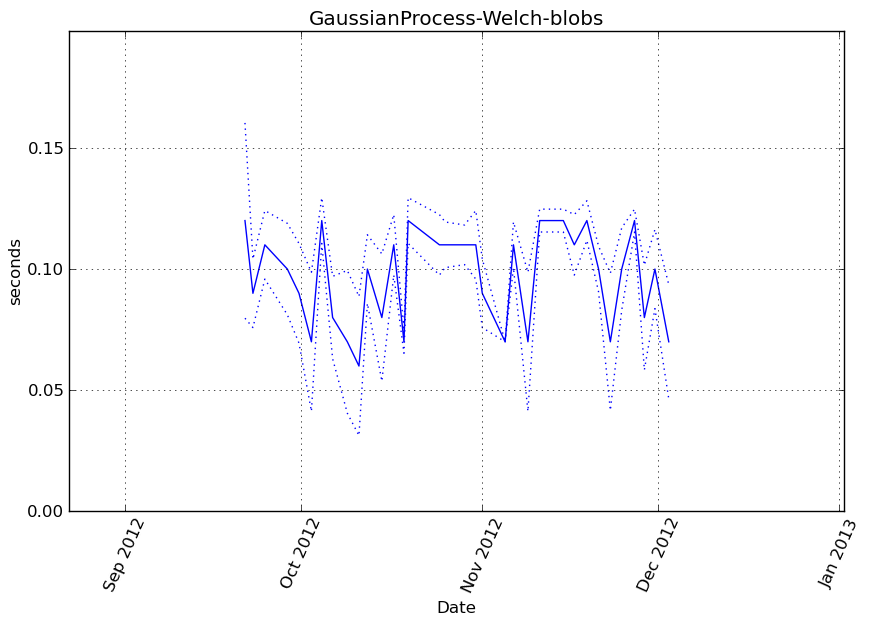 GaussianProcess-Welch-blobs
seconds
0.15
0.10
0.05
0.00
Sep 2012
Oct 2012
Nov 2012
Dec 2012
Jan 2013
Date